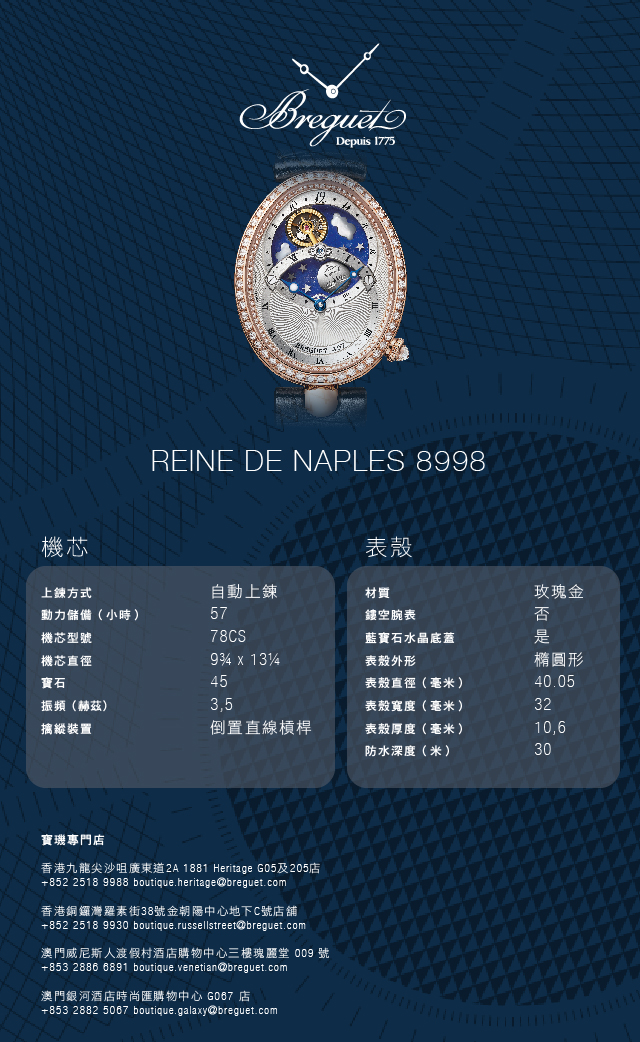 Breguet
Depuis 1775
REINE DE NAPLES 8998
機芯
上鍊方式 自動上鍊
動力儲備（小時） 57
機芯型號 78CS
機芯直徑 9¾ x 13¼
寶石 45
振頻（赫茲） 3,5
擒縱裝置 倒置直線槓桿
表殼
材質 玫瑰金
鏤空腕表 否
藍寶石水晶底蓋 是
表殼外形 橢圓形
表殼直徑（毫米） 40.05
表殼寬度（毫米） 32
表殼厚度（毫米） 10,6
防水深度（米） 30
寶璣專門店
香港九龍尖沙咀廣東道2A 1881 Heritage G05及205店
+852 2518 9988 boutique.heritage@breguet.com
香港銅鑼灣羅素街38號金朝陽中心地下C號店舖
+852 2518 9930 boutique.russellstreet@breguet.com
澳門威尼斯人渡假村酒店購物中心三樓瑰麗堂 009 號
+853 2886 6891 boutique.venetian@breguet.com
澳門銀河酒店時尚匯購物中心 G067 店
+853 2882 5067 boutique.galaxy@breguet.com